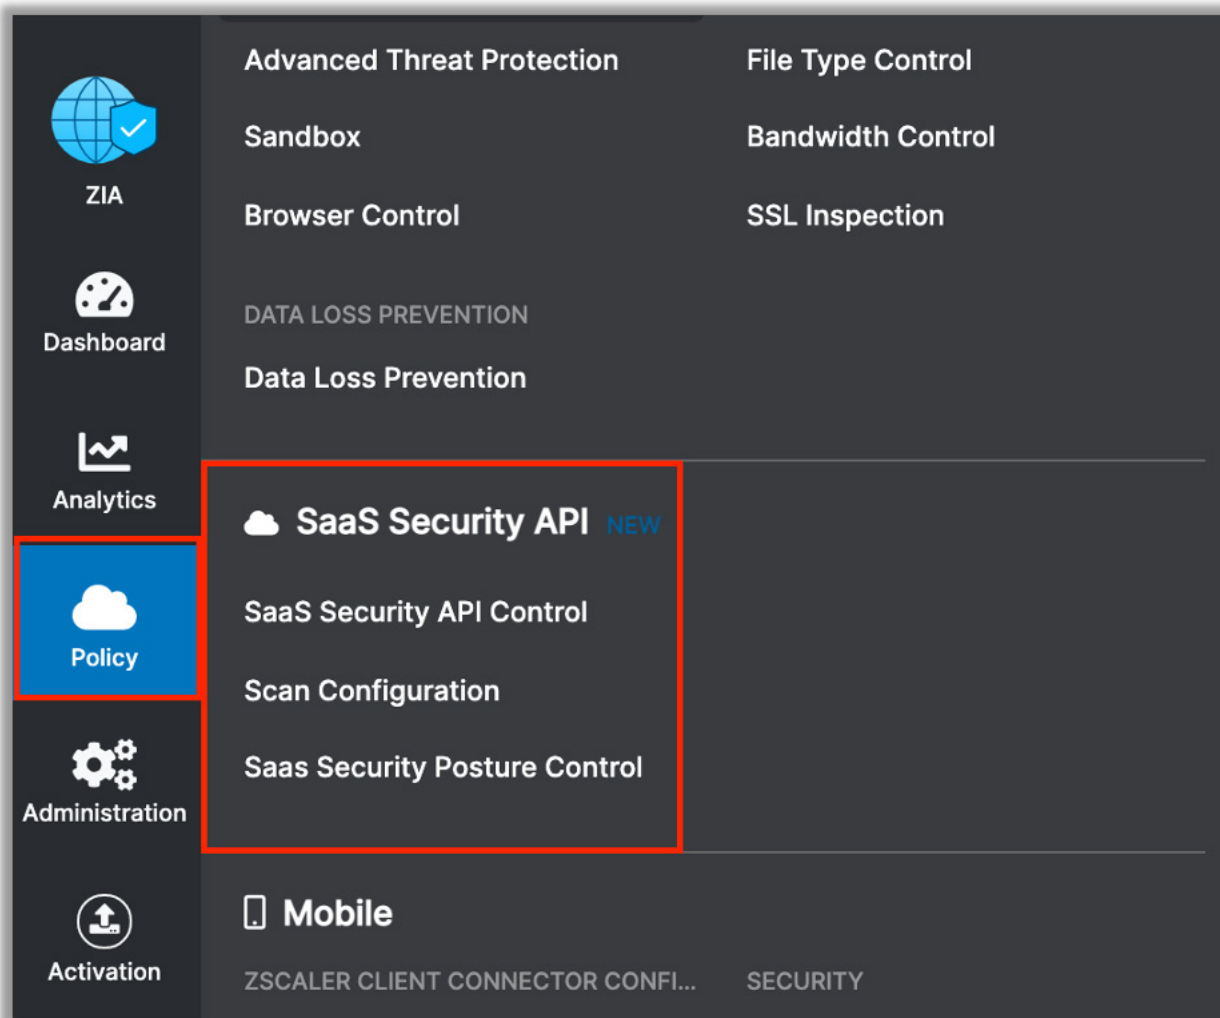 ZIA
Dashboard
Analytics
Policy
Administration
Activation
Advanced Threat Protection
File Type Control
Sandbox
Bandwidth Control
Browser Control
SSL Inspection
DATA LOSS PREVENTION
Data Loss Prevention
SaaS Security API NEW
SaaS Security API Control
Scan Configuration
Saas Security Posture Control
Mobile
ZSCALER CLIENT CONNECTOR CONFI...
SECURITY